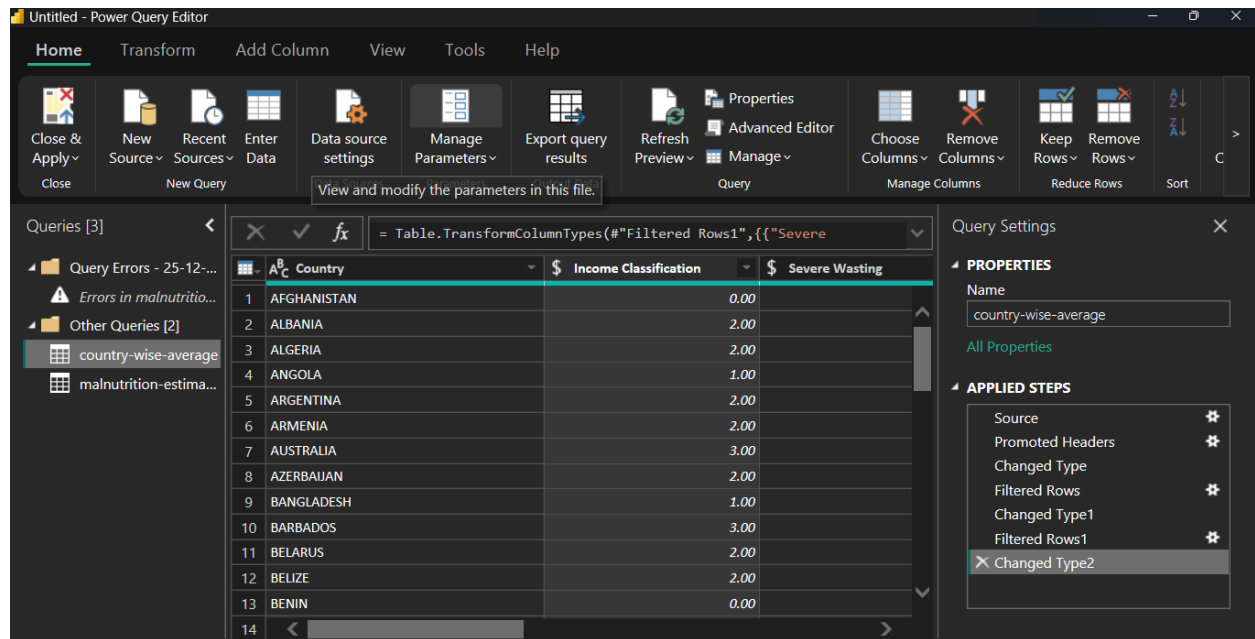 Untitled - Power Query Editor
Home Transform Add Column View Tools Help
Close & Apply
New Source
Recent Sources
Enter Data
Data source settings
Manage Parameters
Export query results
Refresh Preview
Properties
Advanced Editor
Manage
Choose Columns
Remove Columns
Keep Rows
Remove Rows
Close
New Query
Query
Manage Columns
Reduce Rows
Sort
View and modify the parameters in this file.
Queries [3]
Query Errors - 25-12-...
Errors in malnutritio...
Other Queries [2]
country-wise-average
malnutrition-estima...
fx = Table.TransformColumnTypes(#"Filtered Rows1",{{"Severe
ABC Country $ Income Classification $ Severe Wasting
1 AFGHANISTAN 0.00
2 ALBANIA 2.00
3 ALGERIA 2.00
4 ANGOLA 1.00
5 ARGENTINA 2.00
6 ARMENIA 2.00
7 AUSTRALIA 3.00
8 AZERBAIJAN 2.00
9 BANGLADESH 1.00
10 BARBADOS 3.00
11 BELARUS 2.00
12 BELIZE 2.00
13 BENIN 0.00
14
Query Settings
PROPERTIES
Name
country-wise-average
All Properties
APPLIED STEPS
Source
Promoted Headers
Changed Type
Filtered Rows
Changed Type1
Filtered Rows1
Changed Type2